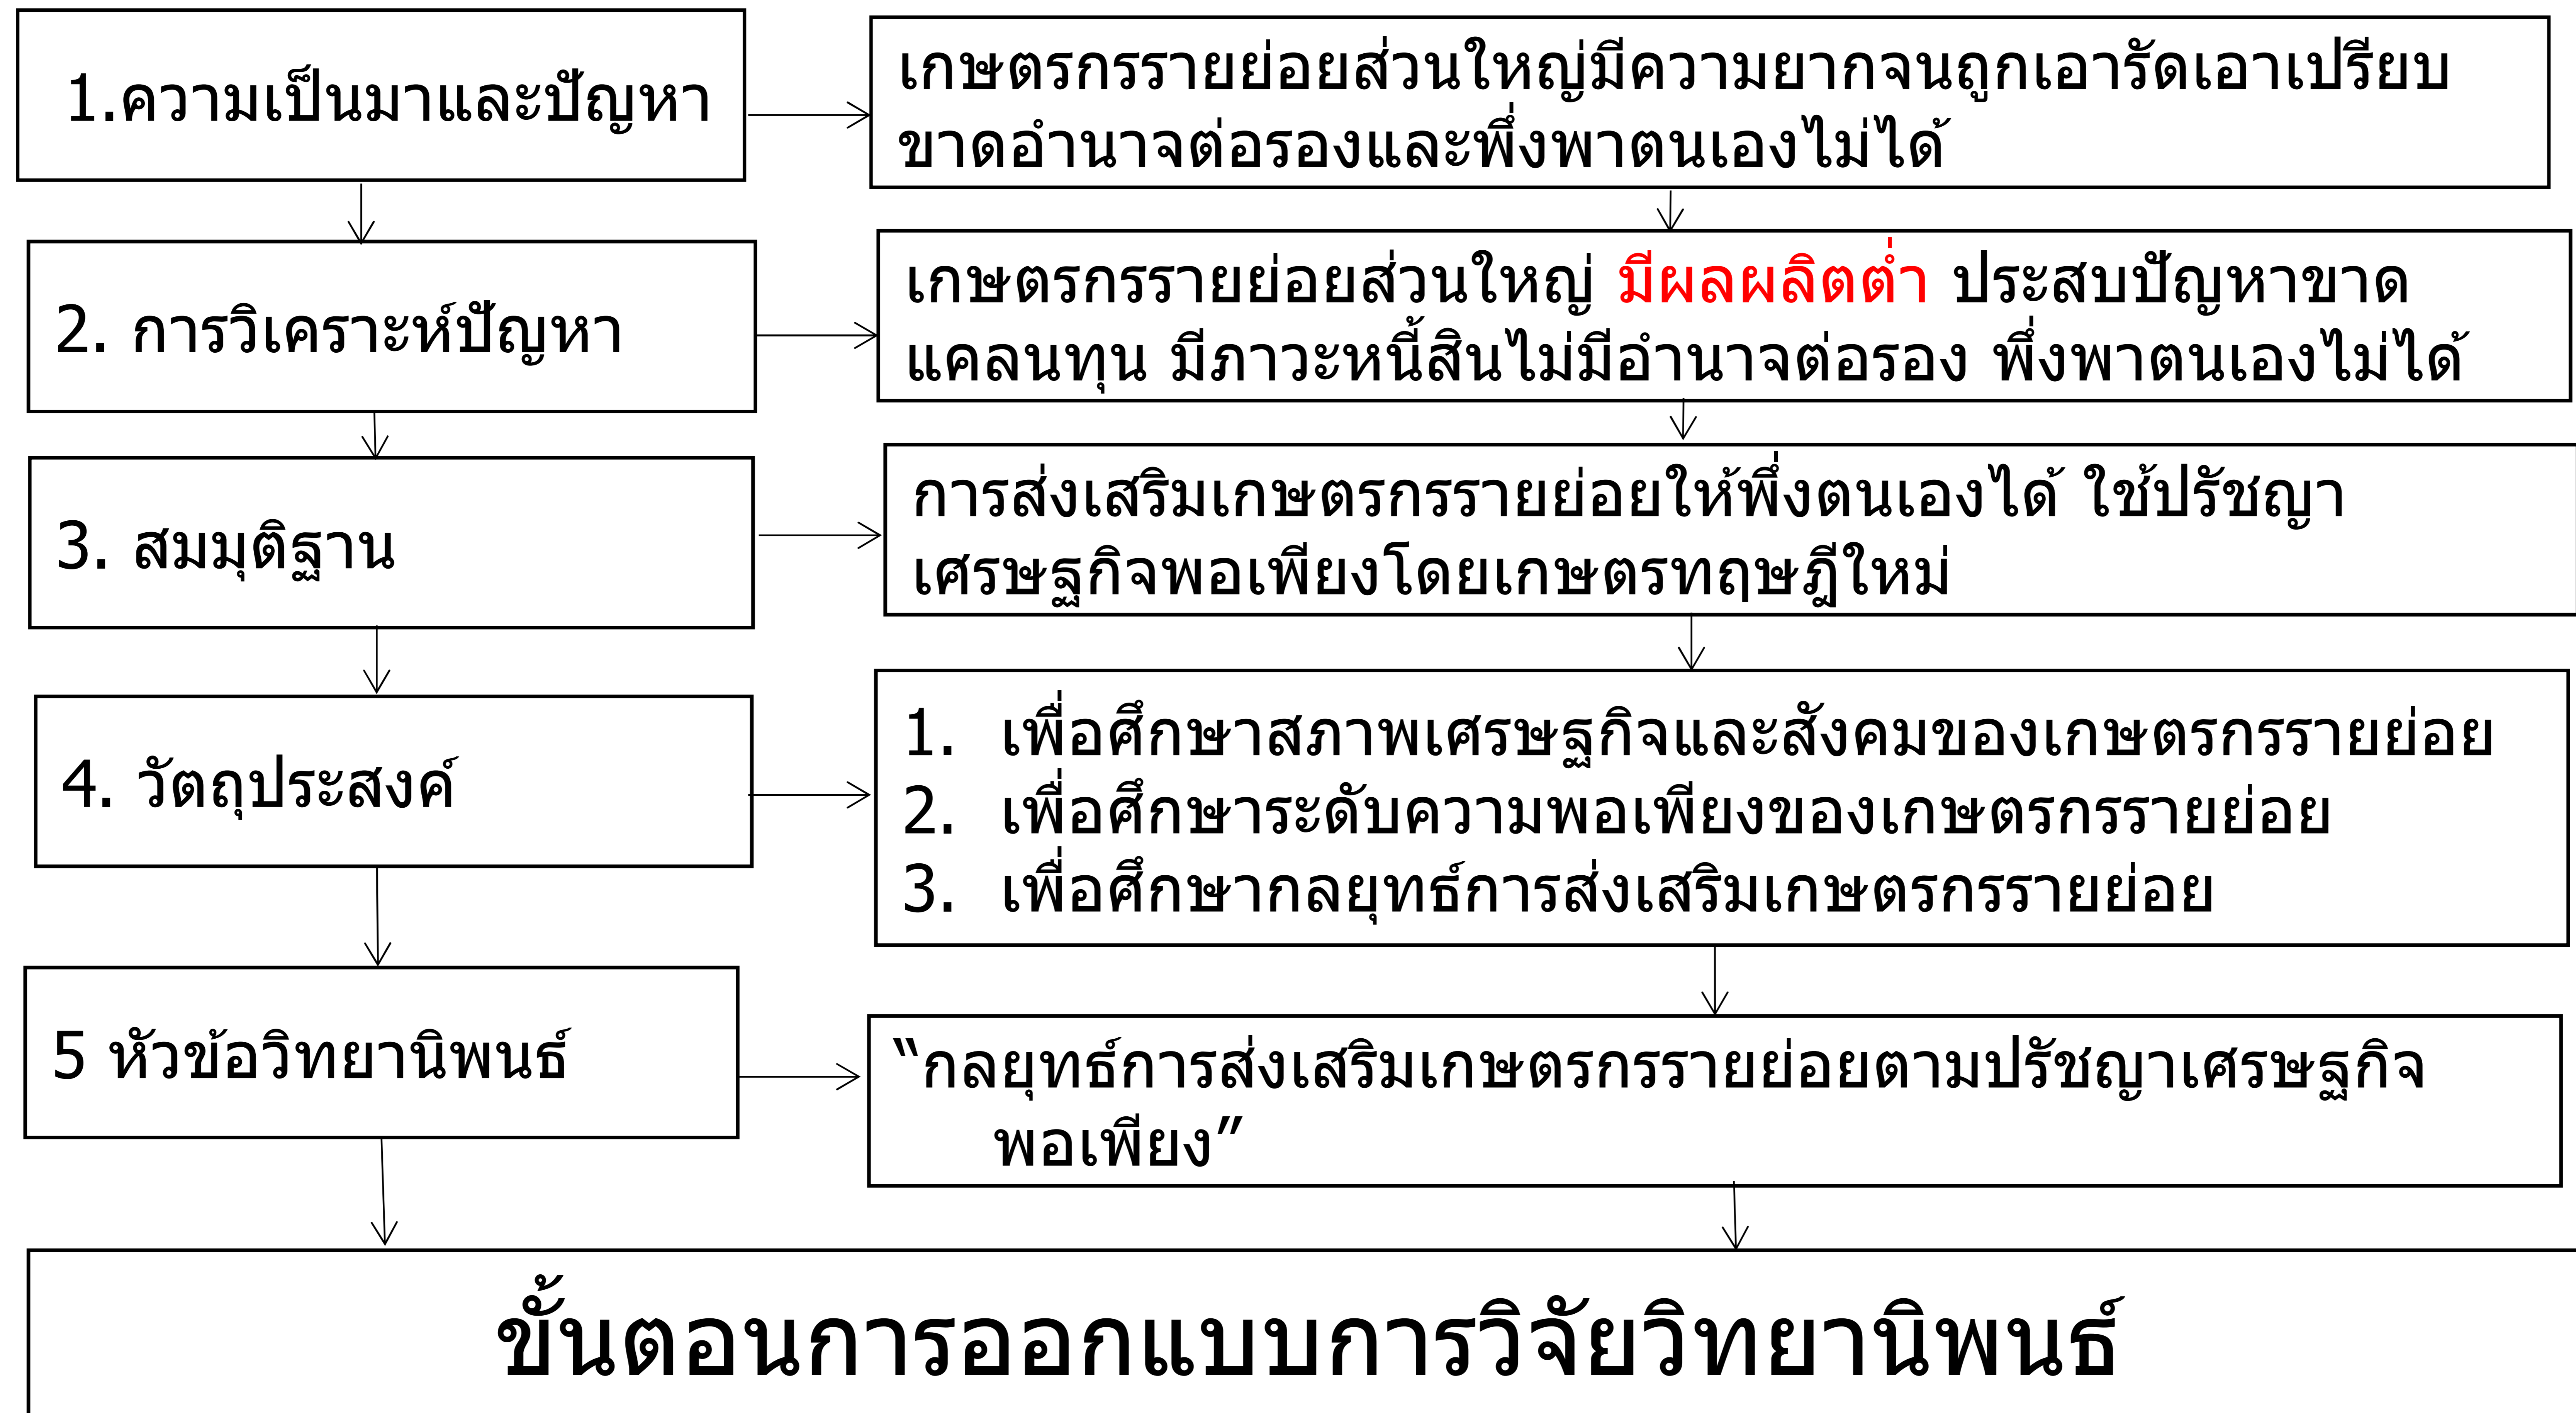 1.ความเป็นมาและปัญหา
เกษตรกรรายย่อยส่วนใหญ่มีความยากจนถูกเอารัดเอาเปรียบ
ขาดอำนาจต่อรองและพึ่งพาตนเองไม่ได้
2. การวิเคราะห์ปัญหา
เกษตรกรรายย่อยส่วนใหญ่ มีผลผลิตต่ำ ประสบปัญหาขาด
แคลนทุน มีภาวะหนี้สินไม่มีอำนาจต่อรอง พึ่งพาตนเองไม่ได้
3. สมมุติฐาน
การส่งเสริมเกษตรกรรายย่อยให้พึ่งตนเองได้ ใช้ปรัชญา
เศรษฐกิจพอเพียงโดยเกษตรทฤษฎีใหม่
4. วัตถุประสงค์
1. เพื่อศึกษาสภาพเศรษฐกิจและสังคมของเกษตรกรรายย่อย
2. เพื่อศึกษาระดับความพอเพียงของเกษตรกรรายย่อย
3. เพื่อศึกษากลยุทธ์การส่งเสริมเกษตรกรรายย่อย
5 หัวข้อวิทยานิพนธ์
“กลยุทธ์การส่งเสริมเกษตรกรรายย่อยตามปรัชญาเศรษฐกิจ
พอเพียง”
ขั้นตอนการออกแบบการวิจัยวิทยานิพนธ์